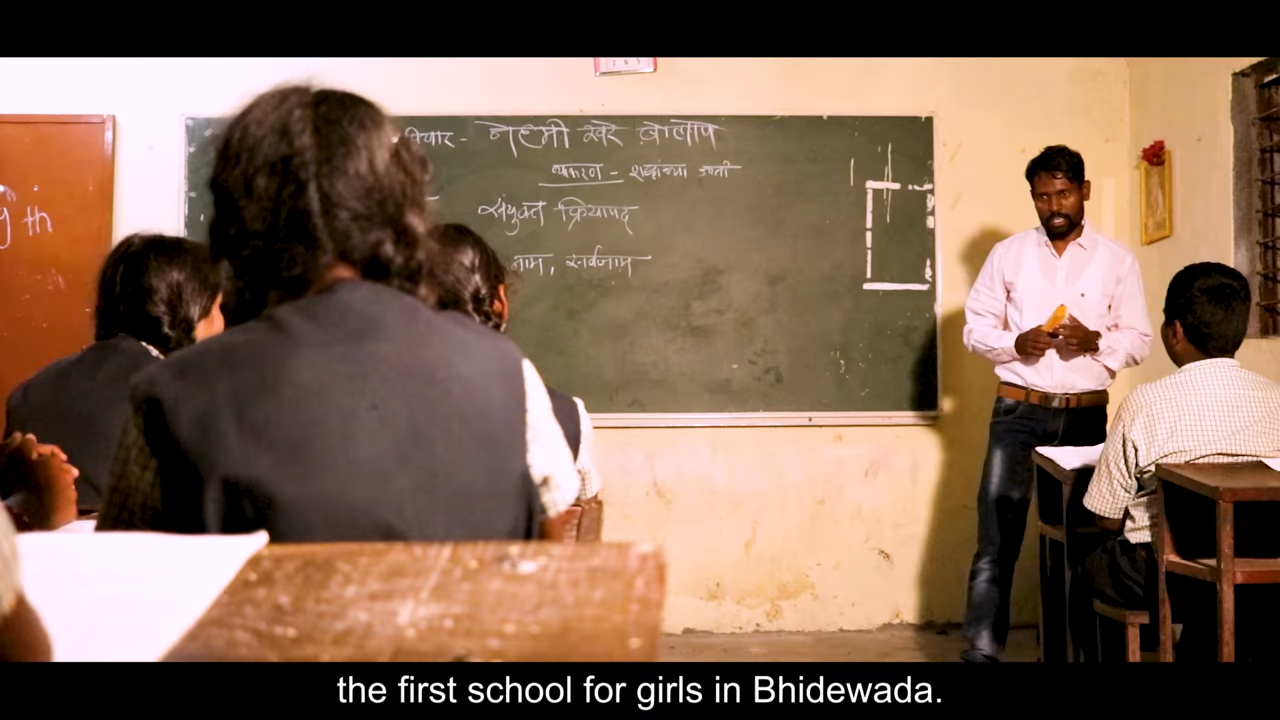 नेहमी खरे बोलावे
व्याकरण - शब्दांच्या जाती
संयुक्त क्रियापद
नाम, सर्वनाम
the first school for girls in Bhidewada.